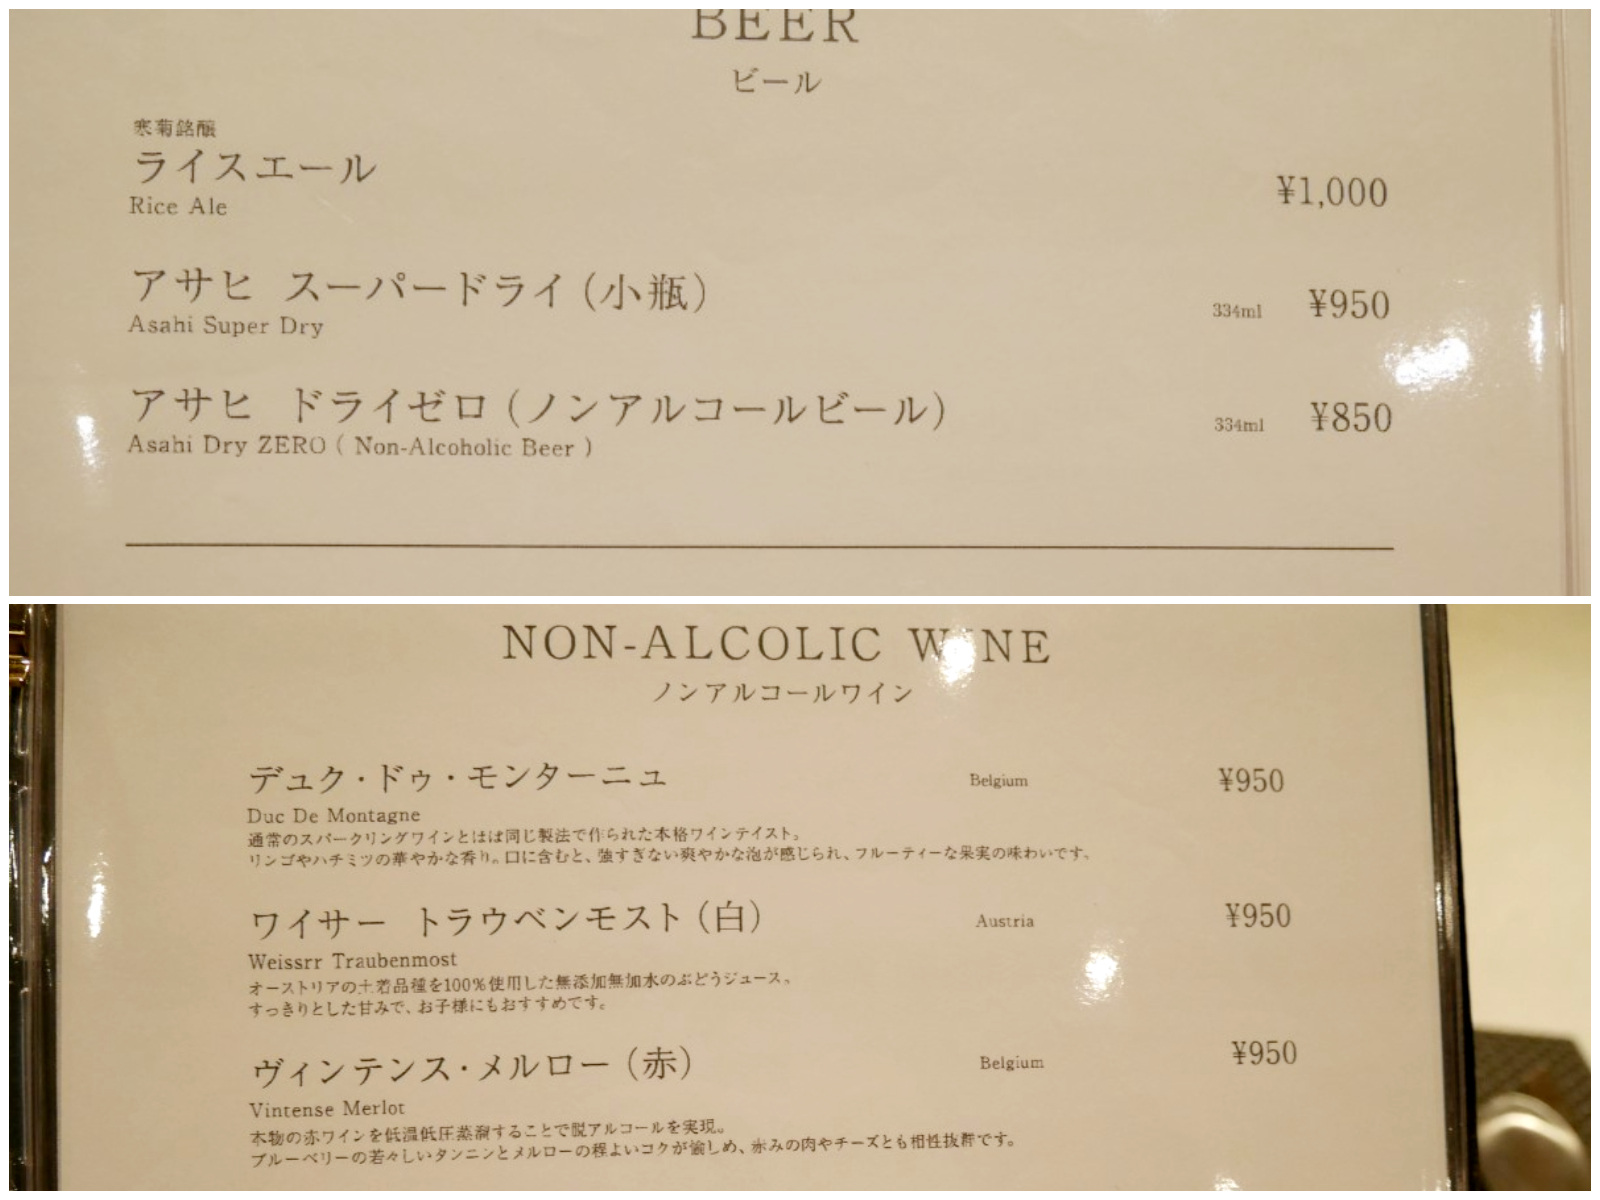 BEER
ビール
寒菊銘醸
ライスエール
¥1,000
Rice Ale
アサヒ スーパードライ（小瓶）
334ml ¥950
Asahi Super Dry
アサヒ ドライゼロ（ノンアルコールビール）
334ml ¥850
Asahi Dry ZERO ( Non-Alcoholic Beer )
NON-ALCOLIC WINE
ノンアルコールワイン
デュク・ドゥ・モンターニュ Belgium ¥950
Duc De Montagne
通常のスパークリングワインとほぼ同じ製法で作られた本格ワインテイスト。
リンゴやハチミツの華やかな香り。口に含むと、強すぎない爽やかな泡が感じられ、フルーティーな果実の味わいです。
ワイサー トラウベンモスト（白） Austria ¥950
Weissrr Traubenmost
オーストリアの土着品種を100%使用した無添加無加水のぶどうジュース。
すっきりとした甘みで、お子様にもおすすめです。
ヴィンテンス・メルロー（赤） Belgium ¥950
Vintense Merlot
本物の赤ワインを低温低圧蒸溜することで脱アルコールを実現。
ブルーベリーの若々しいタンニンとメルローの程よいコクが愉しめ、赤みの肉やチーズとも相性抜群です。